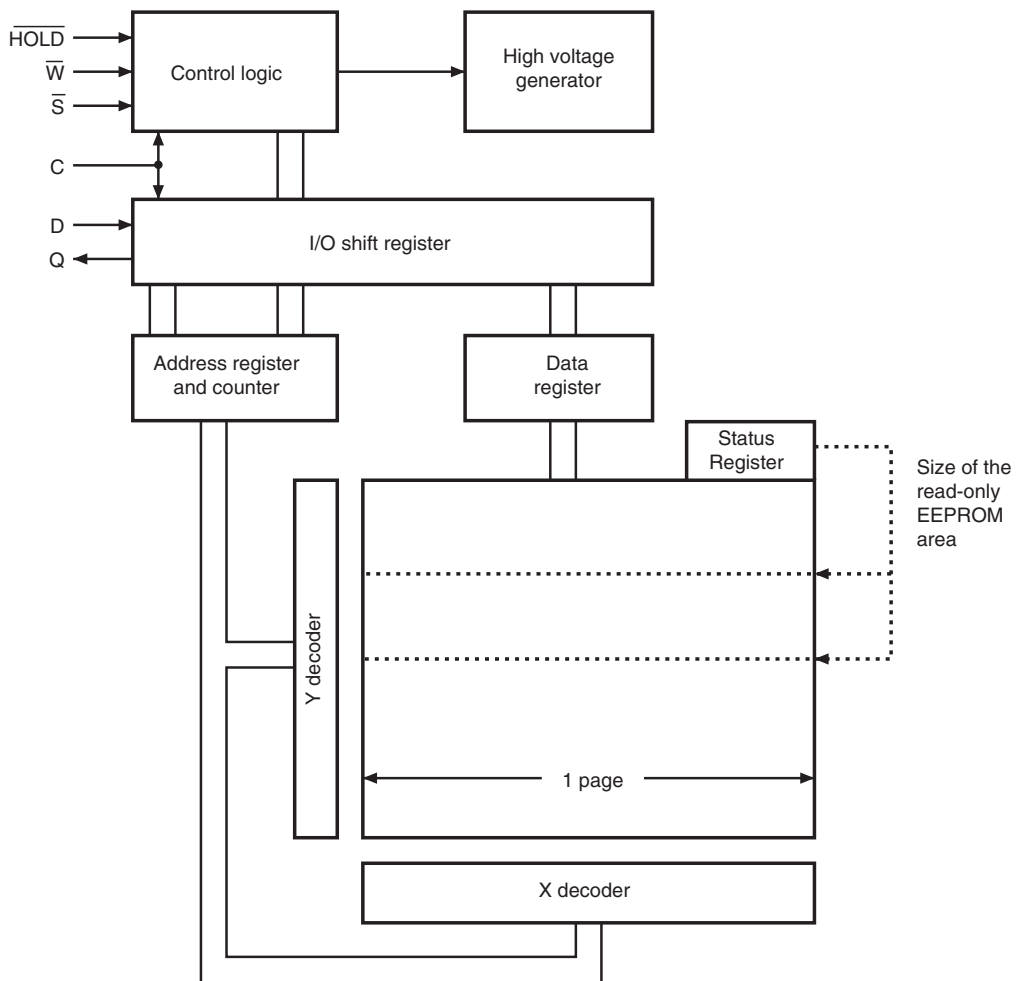 H̅O̅L̅D̅
W̅
S̅
C
D
Q
Control logic
High voltage
generator
I/O shift register
Address register
and counter
Data
register
Status
Register
Size of the
read-only
EEPROM
area
Y decoder
1 page
X decoder